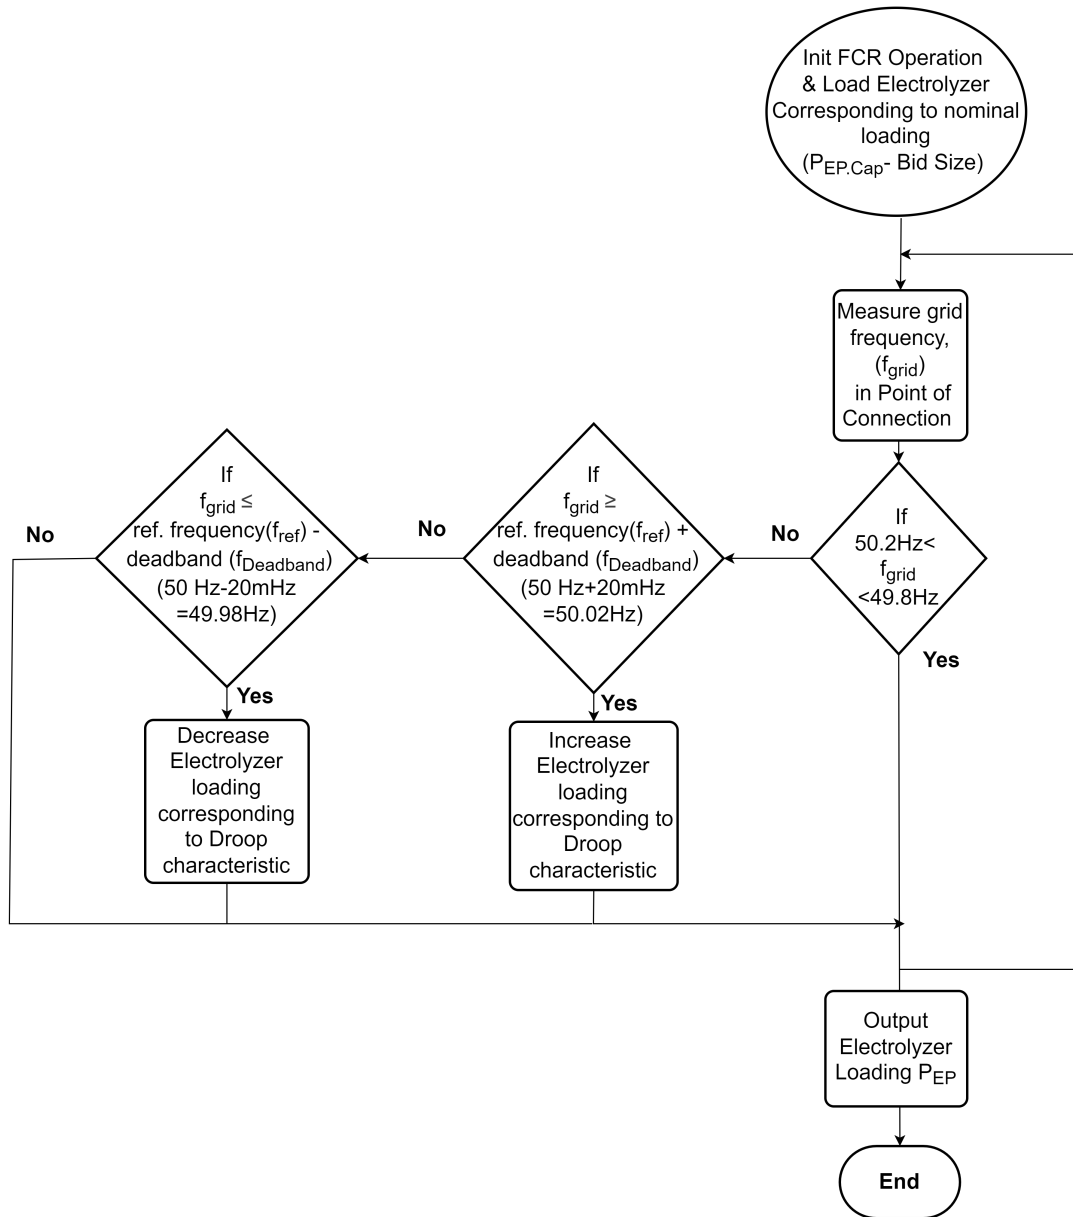 Init FCR Operation
& Load Electrolyzer
Corresponding to nominal
loading
(PEP.Cap- Bid Size)
Measure grid
frequency,
(fgrid)
in Point of
Connection
If
50.2Hz<
fgrid
<49.8Hz
No
Yes
If
fgrid ≥
ref. frequency(fref) +
deadband (fDeadband)
(50 Hz+20mHz
=50.02Hz)
No
Yes
Increase
Electrolyzer
loading
corresponding to
Droop
characteristic
If
fgrid ≤
ref. frequency(fref) -
deadband (fDeadband)
(50 Hz-20mHz
=49.98Hz)
No
Yes
Decrease
Electrolyzer
loading
corresponding
to Droop
characteristic
Output
Electrolyzer
Loading PEP
End